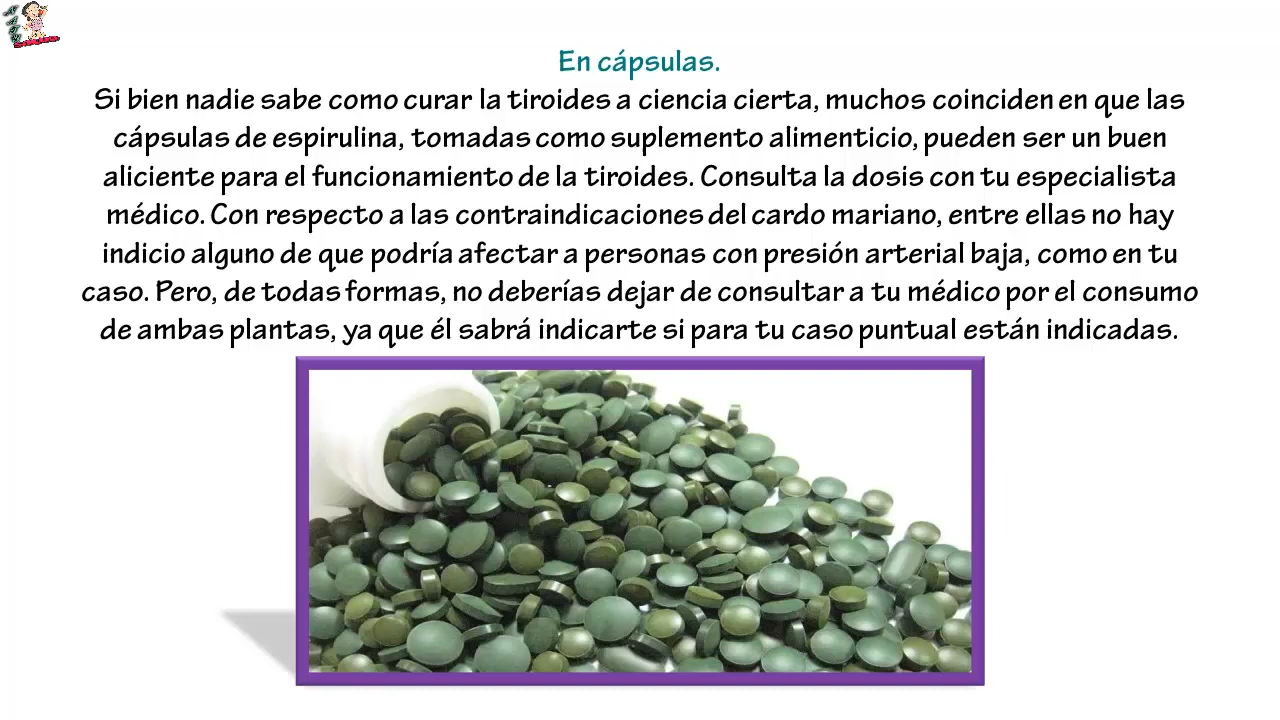 En cápsulas.
Si bien nadie sabe como curar la tiroides a ciencia cierta, muchos coinciden en que las
cápsulas de espirulina, tomadas como suplemento alimenticio, pueden ser un buen
aliciente para el funcionamiento de la tiroides. Consulta la dosis con tu especialista
médico. Con respecto a las contraindicaciones del cardo mariano, entre ellas no hay
indicio alguno de que podría afectar a personas con presión arterial baja, como en tu
caso. Pero, de todas formas, no deberías dejar de consultar a tu médico por el consumo
de ambas plantas, ya que él sabrá indicarte si para tu caso puntual están indicadas.